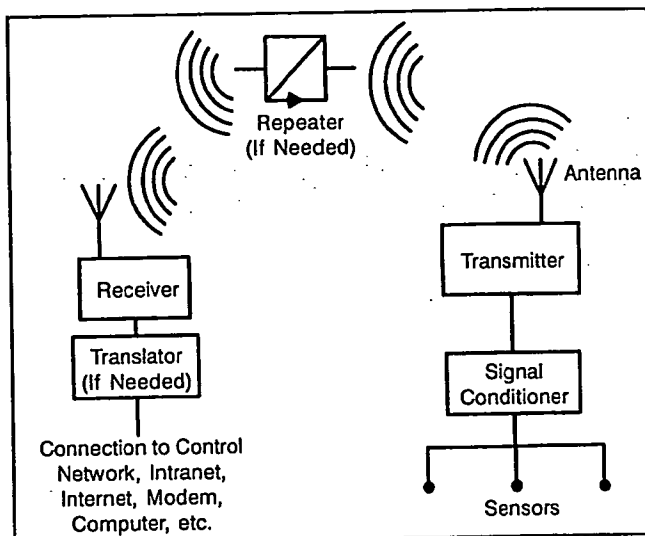 Repeater
(If Needed)
Antenna
Receiver
Transmitter
Translator
(If Needed)
Signal
Conditioner
Connection to Control
Network, Intranet,
Internet, Modem,
Computer, etc.
Sensors